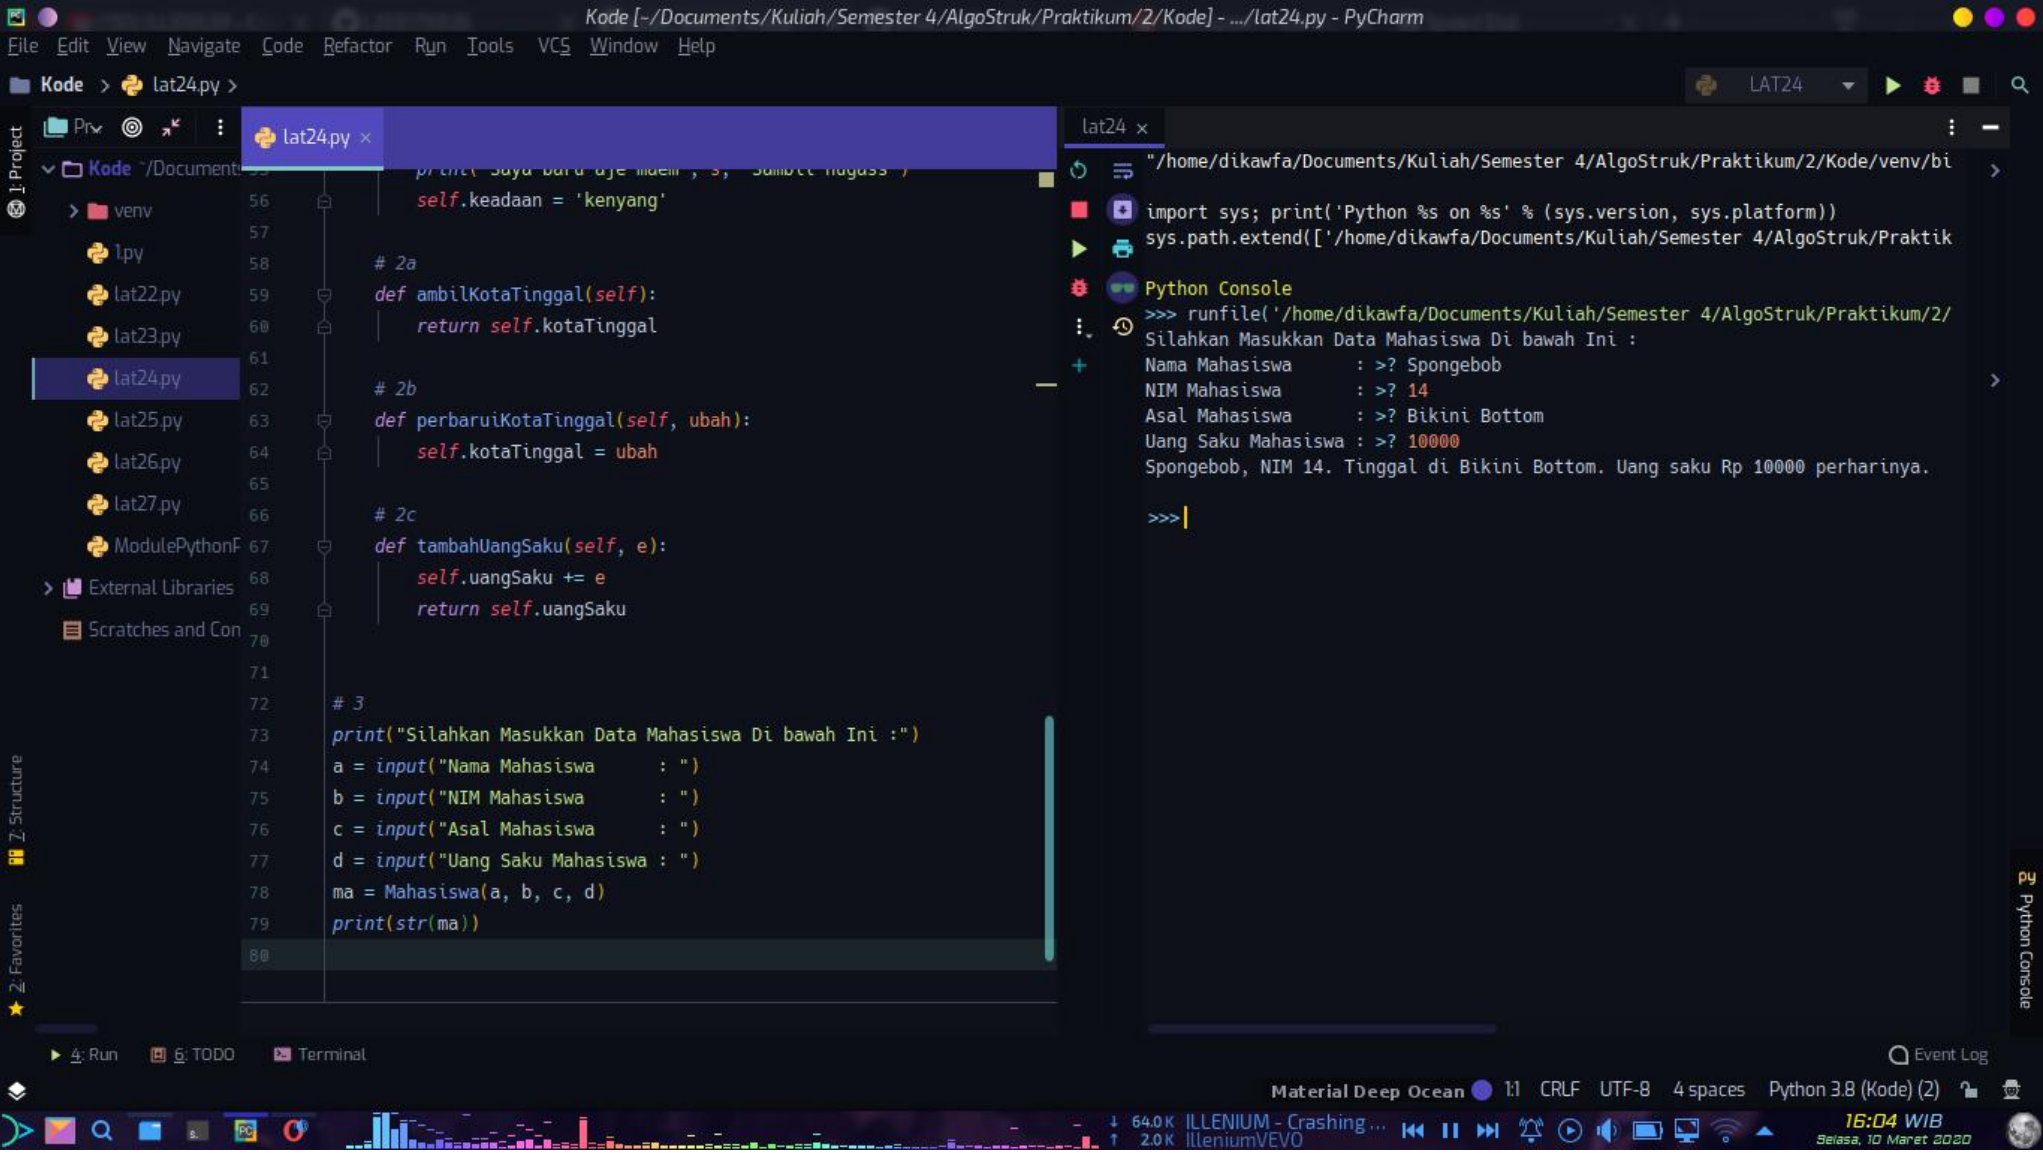 Kode [~/Documents/Kuliah/Semester 4/AlgoStruk/Praktikum/2/Kode] - .../lat24.py - PyCharm
File Edit View Navigate Code Refactor Run Tools VCS Window Help
Kode > lat24.py >
LAT24
1: Project
Kode ~/Documents
venv
1.py
lat22.py
lat23.py
lat24.py
lat25.py
lat26.py
lat27.py
ModulePythonP
External Libraries
Scratches and Con
7: Structure
2: Favorites
lat24.py ×
56 self.keadaan = 'kenyang'
57
58 # 2a
59 def ambilKotaTinggal(self):
60 return self.kotaTinggal
61
62 # 2b
63 def perbaruiKotaTinggal(self, ubah):
64 self.kotaTinggal = ubah
65
66 # 2c
67 def tambahUangSaku(self, e):
68 self.uangSaku += e
69 return self.uangSaku
70
71
72 # 3
73 print("Silahkan Masukkan Data Mahasiswa Di bawah Ini :")
74 a = input("Nama Mahasiswa      : ")
75 b = input("NIM Mahasiswa       : ")
76 c = input("Asal Mahasiswa      : ")
77 d = input("Uang Saku Mahasiswa : ")
78 ma = Mahasiswa(a, b, c, d)
79 print(str(ma))
80
lat24 ×
"/home/dikawfa/Documents/Kuliah/Semester 4/AlgoStruk/Praktikum/2/Kode/venv/bi
import sys; print('Python %s on %s' % (sys.version, sys.platform))
sys.path.extend(['/home/dikawfa/Documents/Kuliah/Semester 4/AlgoStruk/Praktik
Python Console
>>> runfile('/home/dikawfa/Documents/Kuliah/Semester 4/AlgoStruk/Praktikum/2/
Silahkan Masukkan Data Mahasiswa Di bawah Ini :
Nama Mahasiswa      : >? Spongebob
NIM Mahasiswa       : >? 14
Asal Mahasiswa      : >? Bikini Bottom
Uang Saku Mahasiswa : >? 10000
Spongebob, NIM 14. Tinggal di Bikini Bottom. Uang saku Rp 10000 perharinya.
>>>
Python Console
4: Run 6: TODO Terminal
Event Log
Material Deep Ocean 1:1 CRLF UTF-8 4 spaces Python 3.8 (Kode) (2)
64.0 K ILLENIUM - Crashing ...
2.0 K IlleniumVEVO
16:04 WIB
Selasa, 10 Maret 2020